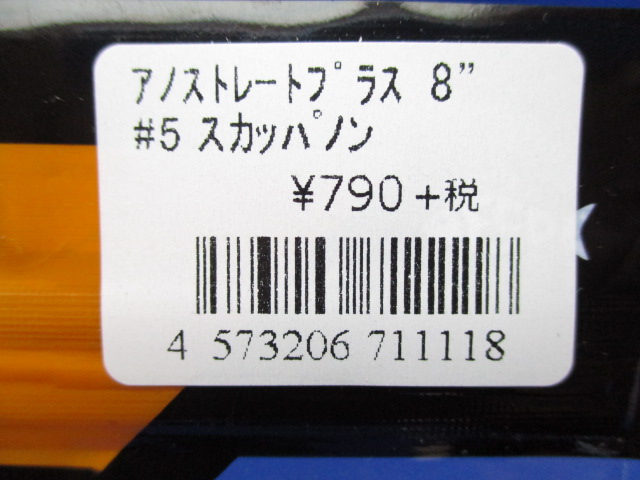 アノストレートプラス 8”
#5 スカッパノン
¥790+税
4 573206 711118